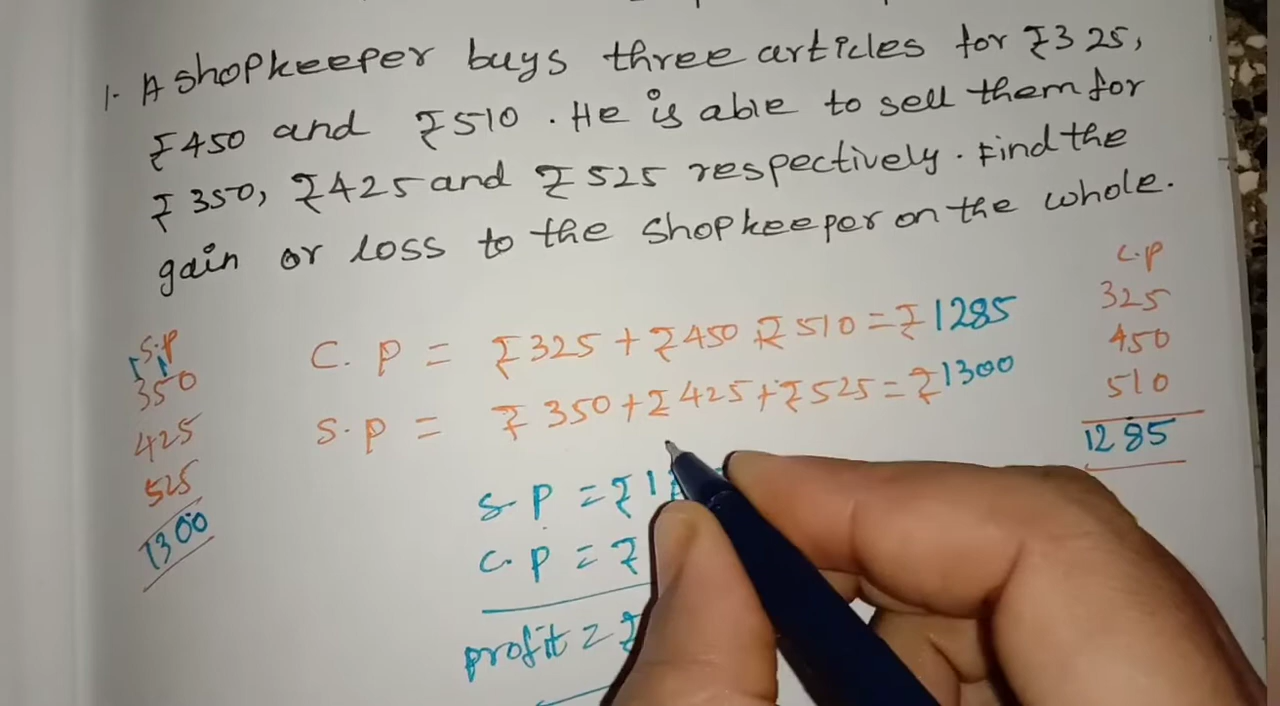 1. A shopkeeper buys three articles for ₹325,
₹450 and ₹510. He is able to sell them for
₹350, ₹425 and ₹525 respectively. Find the
gain or loss to the shopkeeper on the whole.
C.P = ₹325 + ₹450 ₹510 = ₹1285
S.P = ₹350 + ₹425 + ₹525 = ₹1300
S.P = ₹1
C.P = ₹
profit = ₹
S.P
350
425
525
1300
C.P
325
450
510
1285